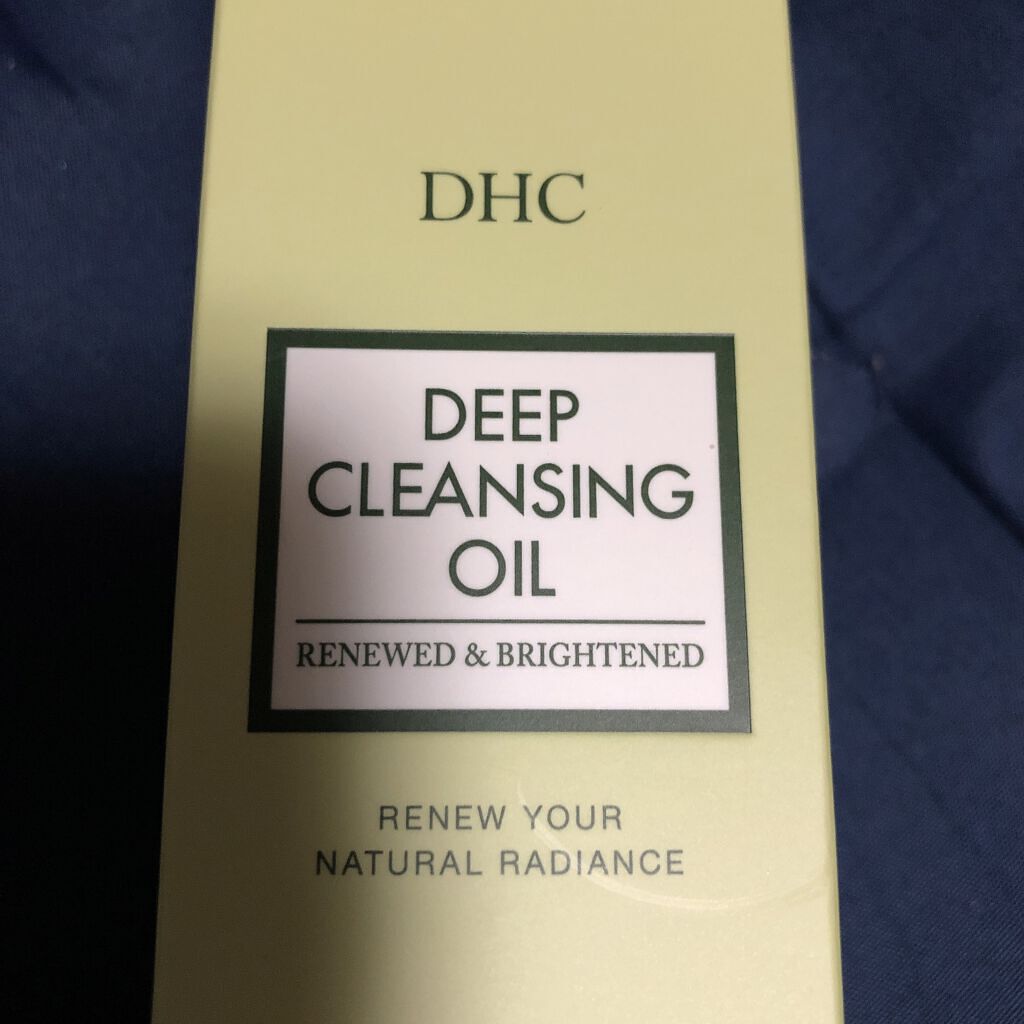 DHC
DEEP
CLEANSING
OIL
RENEWED & BRIGHTENED
RENEW YOUR
NATURAL RADIANCE